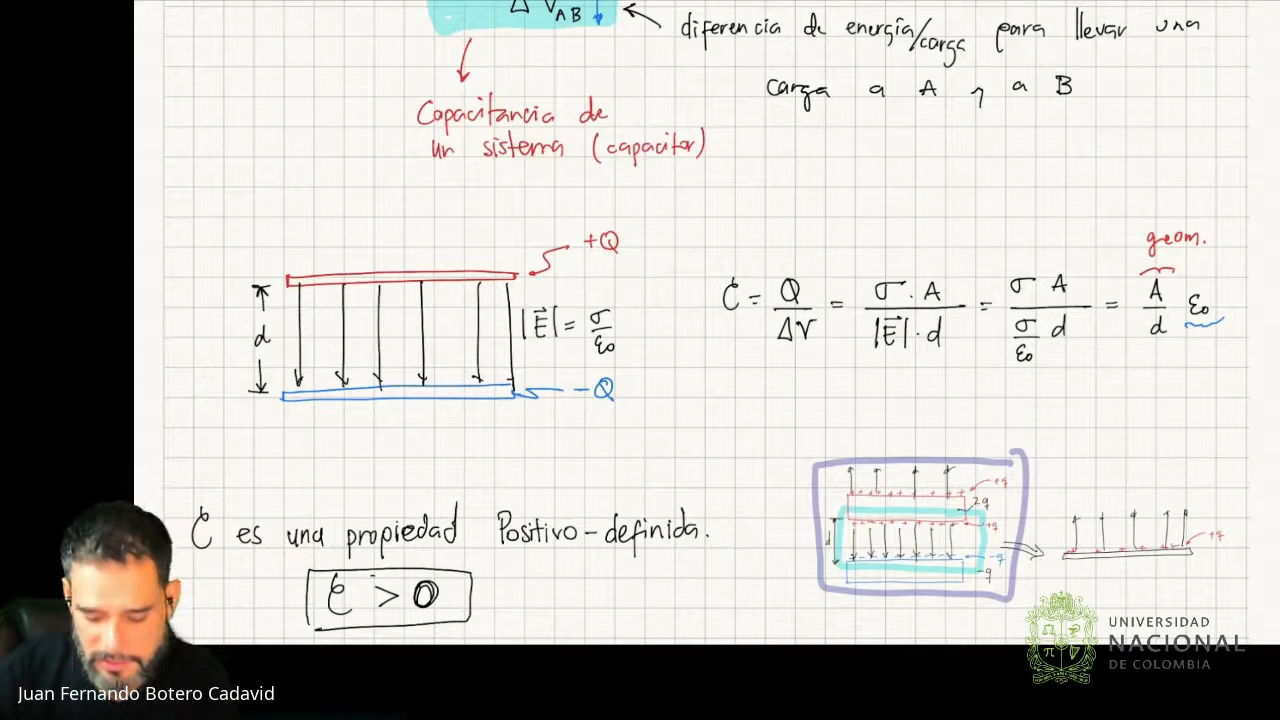 Δ V_AB
diferencia de energía/carga para llevar una
carga a A y a B
Capacitancia de
un sistema (capacitor)
+Q
geom.
d
|E⃗| = σ/ε₀
C = Q/ΔV = σ·A/|E⃗|·d = σ A/(σ/ε₀) d = A/d ε₀
-Q
+q
2q
+q
d
-q
-q
+q
C es una propiedad Positivo-definida.
C > 0
UNIVERSIDAD
NACIONAL
DE COLOMBIA
Juan Fernando Botero Cadavid